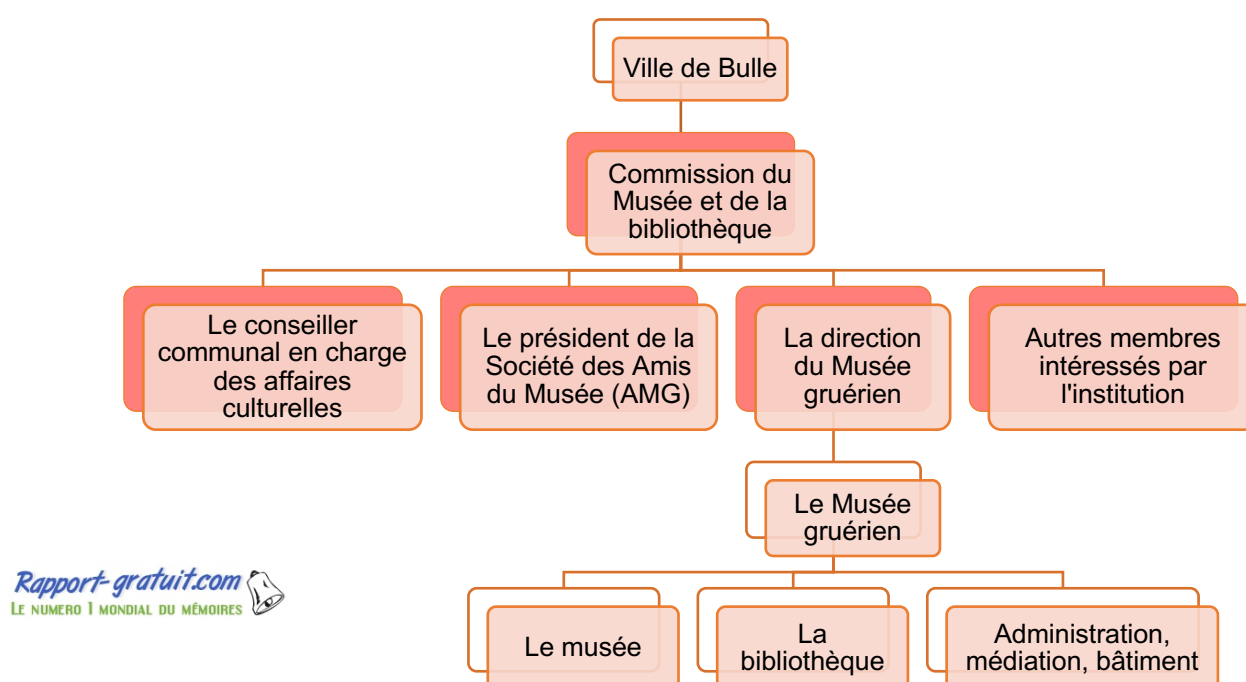 Ville de Bulle
Commission du
Musée et de la
bibliothèque
Le conseiller
communal en charge
des affaires
culturelles
Le président de la
Société des Amis
du Musée (AMG)
La direction
du Musée
gruérien
Autres membres
intéressés par
l'institution
Le Musée
gruérien
Rapport-gratuit.com
LE NUMERO 1 MONDIAL DU MÉMOIRES
Le musée
La
bibliothèque
Administration,
médiation, bâtiment